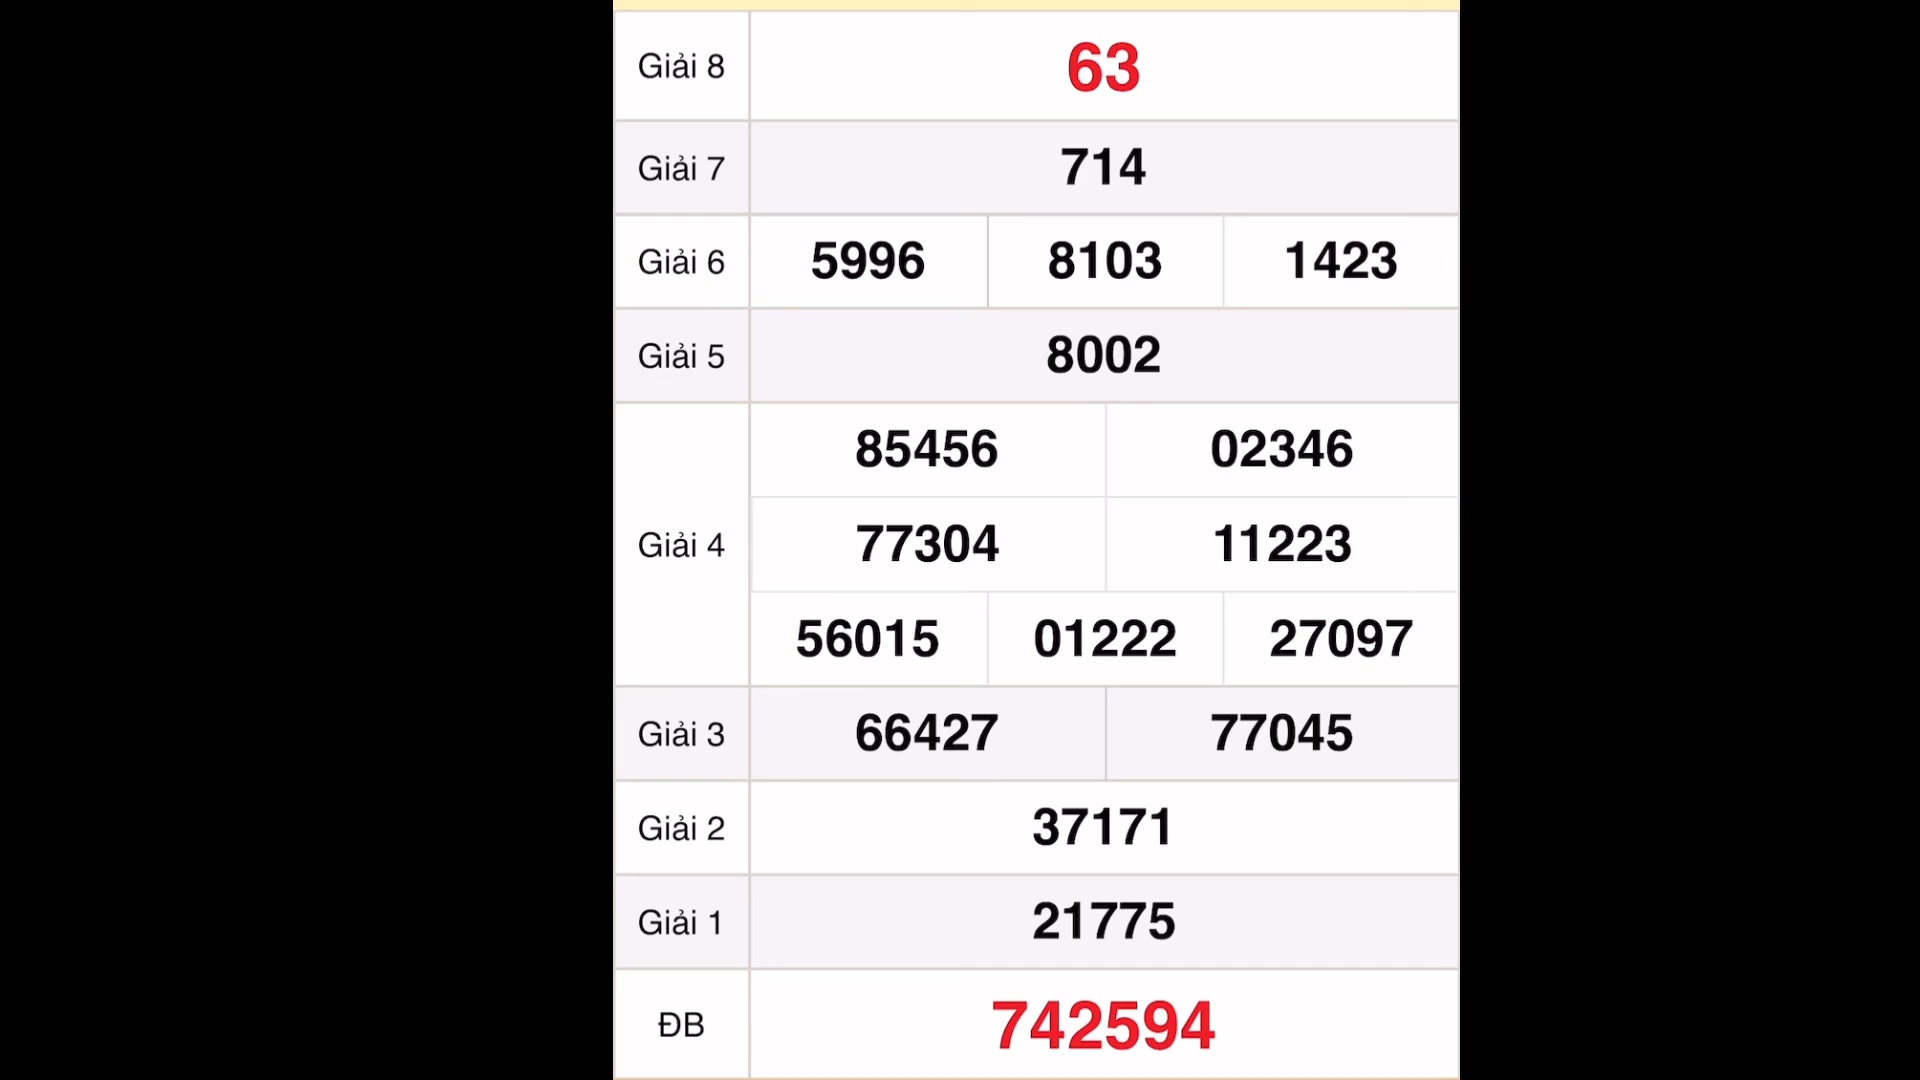 Giải 8 63
Giải 7 714
Giải 6 5996 8103 1423
Giải 5 8002
85456 02346
Giải 4 77304 11223
56015 01222 27097
Giải 3 66427 77045
Giải 2 37171
Giải 1 21775
ĐB 742594